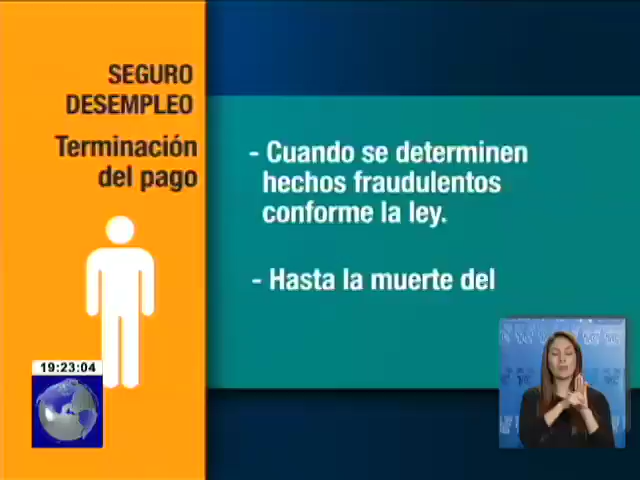 SEGURO
DESEMPLEO
Terminación
del pago
- Cuando se determinen
hechos fraudulentos
conforme la ley.
- Hasta la muerte del
19:23:04